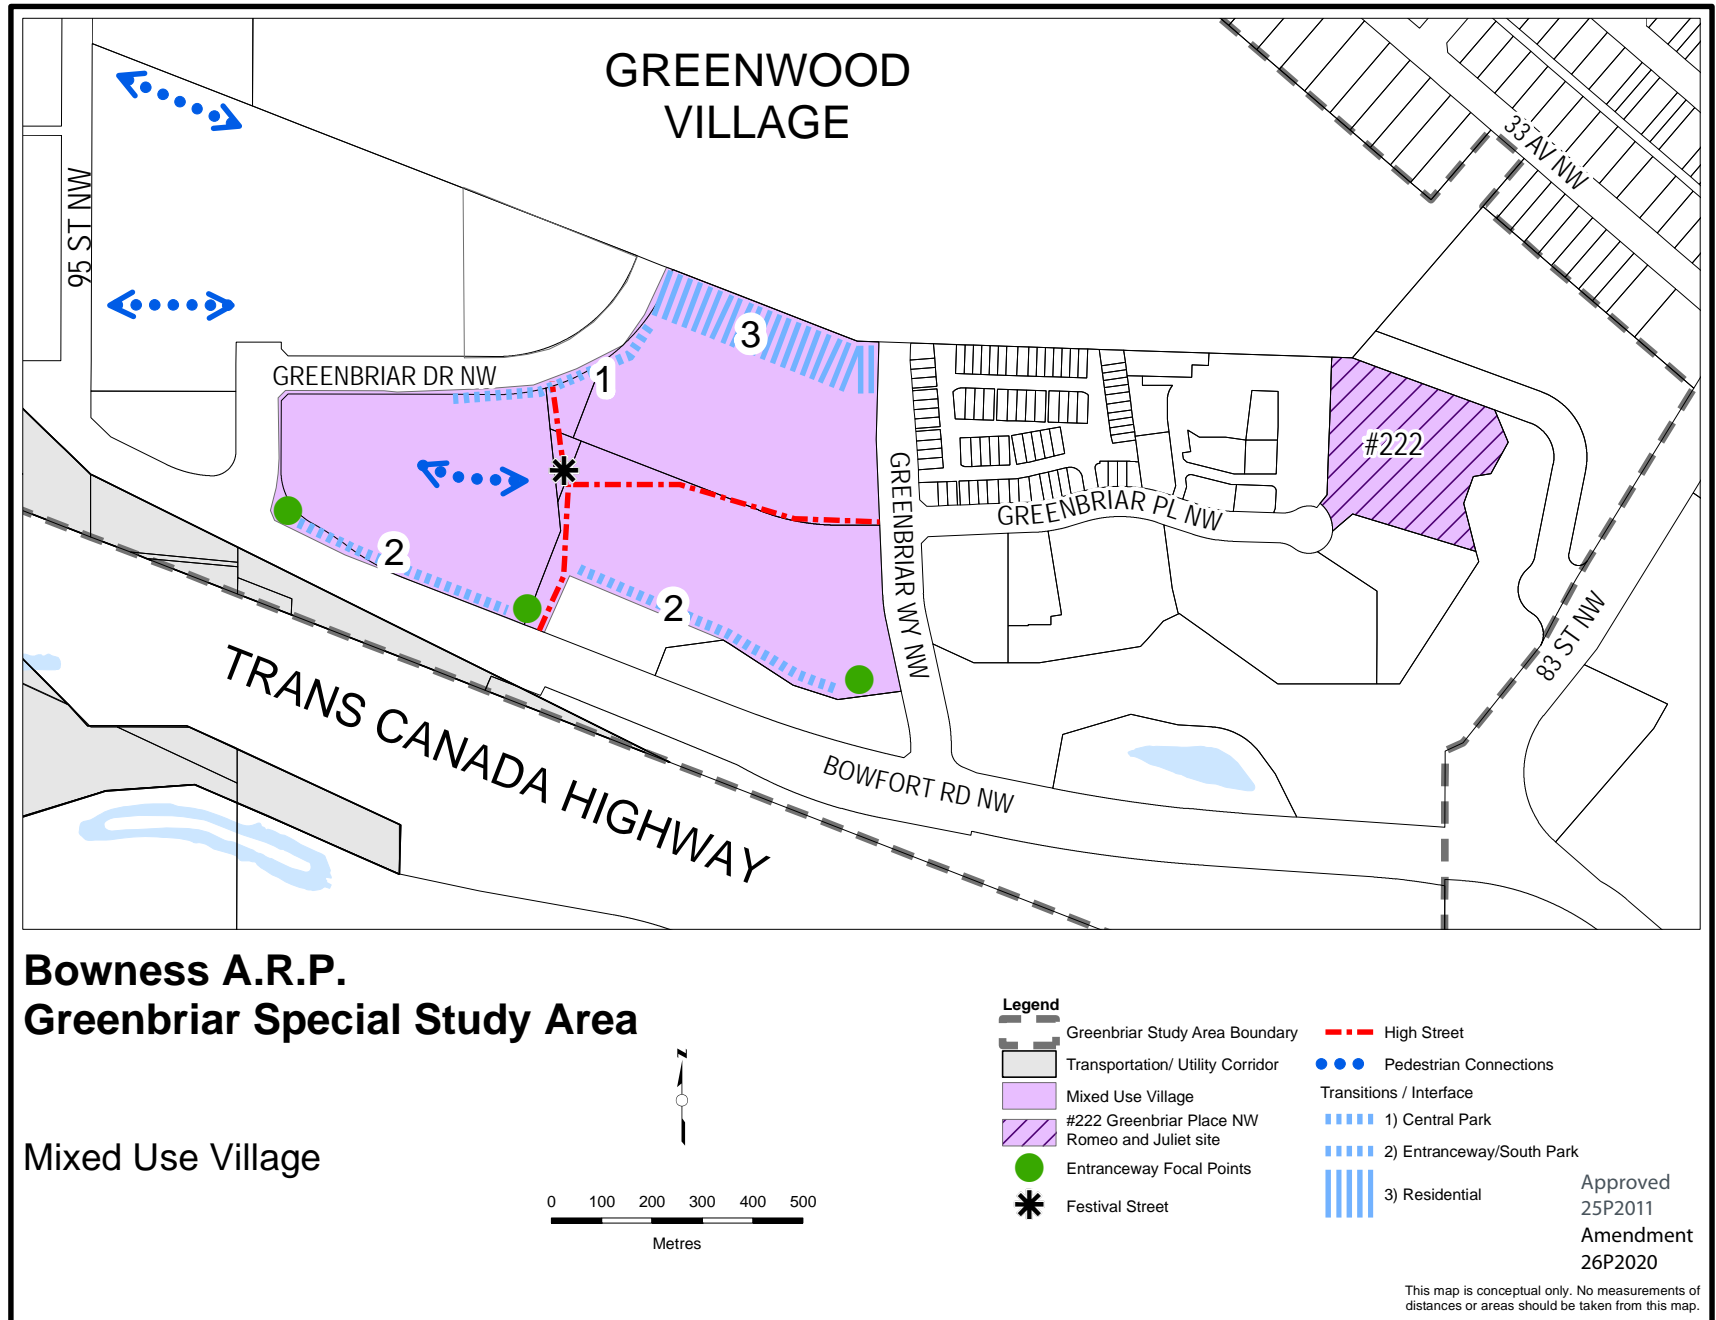 GREENWOOD
VILLAGE
33 AV NW
95 ST NW
3
1
GREENBRIAR DR NW
#222
GREENBRIAR PL NW
GREENBRIAR WY NW
2
2
83 ST NW
TRANS CANADA HIGHWAY
BOWFORT RD NW
Bowness A.R.P.
Greenbriar Special Study Area
Mixed Use Village
N
0 100 200 300 400 500
Metres
Legend
Greenbriar Study Area Boundary
Transportation/ Utility Corridor
Mixed Use Village
#222 Greenbriar Place NW
Romeo and Juliet site
Entranceway Focal Points
Festival Street
High Street
Pedestrian Connections
Transitions / Interface
1) Central Park
2) Entranceway/South Park
3) Residential
Approved
25P2011
Amendment
26P2020
This map is conceptual only. No measurements of
distances or areas should be taken from this map.